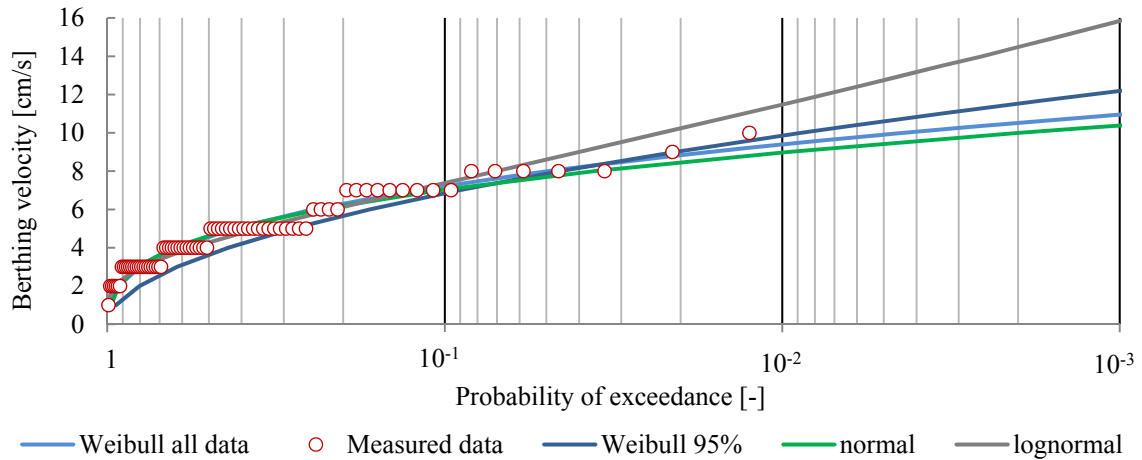 Berthing velocity [cm/s]
16
14
12
10
8
6
4
2
0
1 10⁻¹ 10⁻² 10⁻³
Probability of exceedance [-]
Weibull all data Measured data Weibull 95% normal lognormal